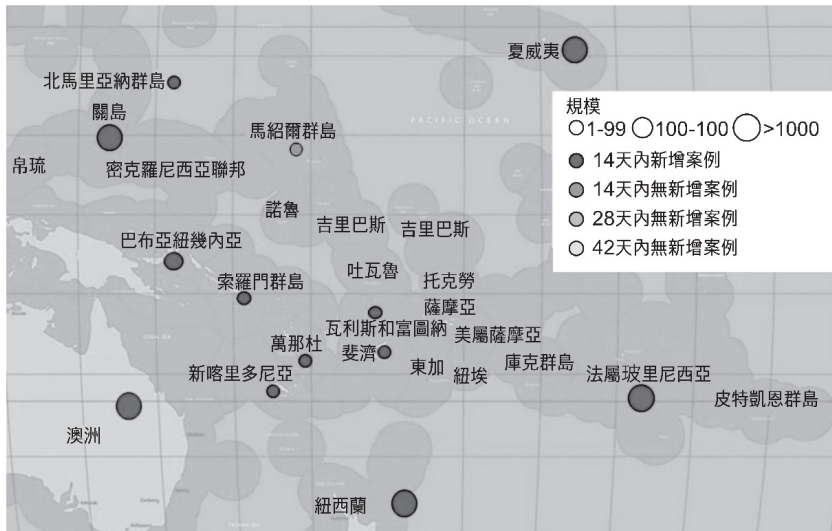 夏威夷
北馬里亞納群島
關島
PACIFIC OCEAN
馬紹爾群島
帛琉
密克羅尼西亞聯邦
諾魯
吉里巴斯
吉里巴斯
巴布亞紐幾內亞
吐瓦魯
托克勞
索羅門群島
薩摩亞
瓦利斯和富圖納
美屬薩摩亞
萬那杜
斐濟
東加
紐埃
庫克群島
法屬玻里尼西亞
新喀里多尼亞
皮特凱恩群島
澳洲
紐西蘭
規模
1-99 100-100 >1000
14天內新增案例
14天內無新增案例
28天內無新增案例
42天內無新增案例